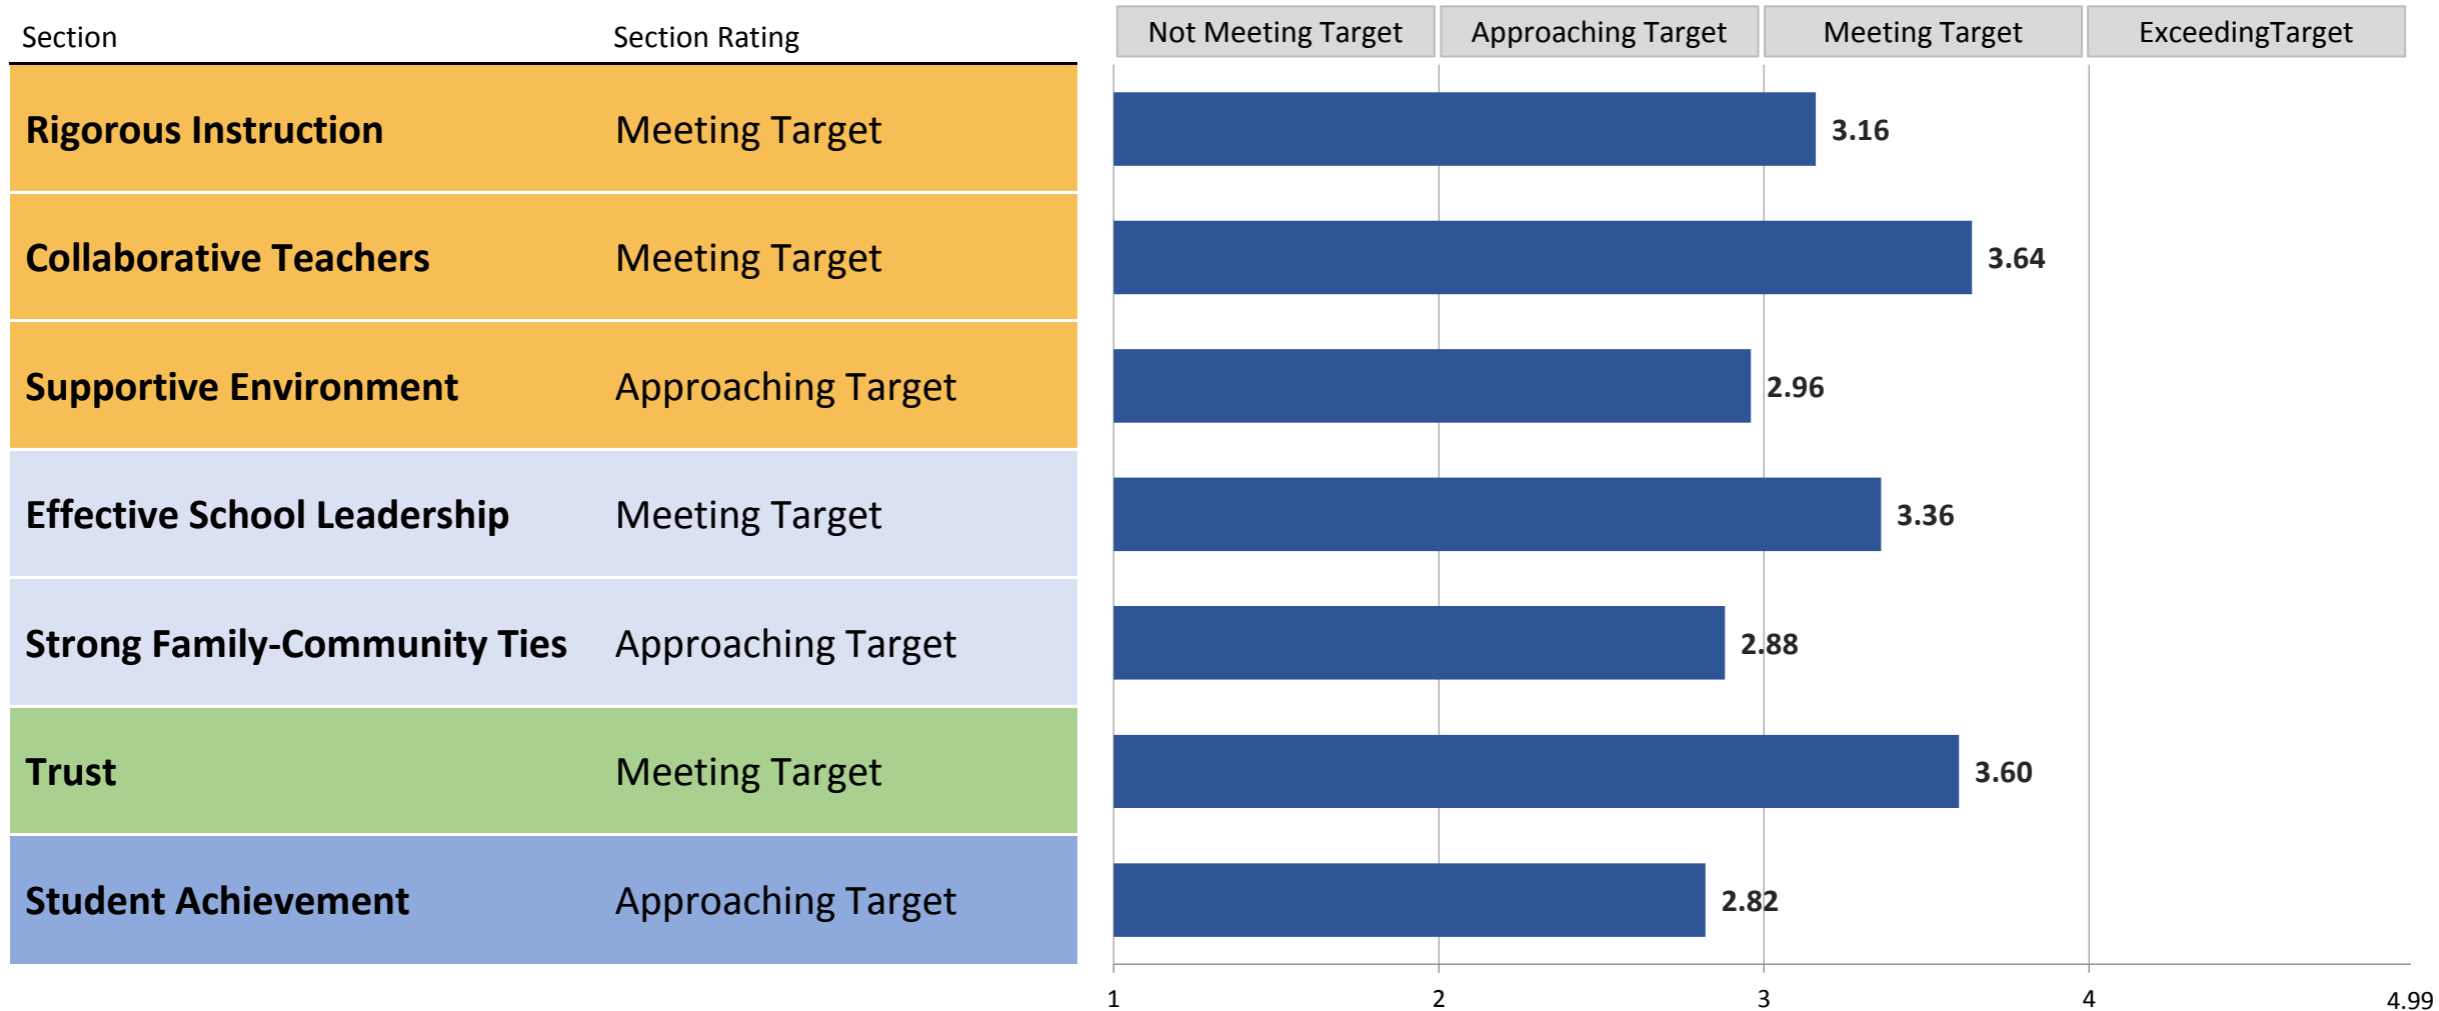 Section Section Rating Not Meeting Target Approaching Target Meeting Target ExceedingTarget
Rigorous Instruction Meeting Target 3.16
Collaborative Teachers Meeting Target 3.64
Supportive Environment Approaching Target 2.96
Effective School Leadership Meeting Target 3.36
Strong Family-Community Ties Approaching Target 2.88
Trust Meeting Target 3.60
Student Achievement Approaching Target 2.82
1 2 3 4 4.99